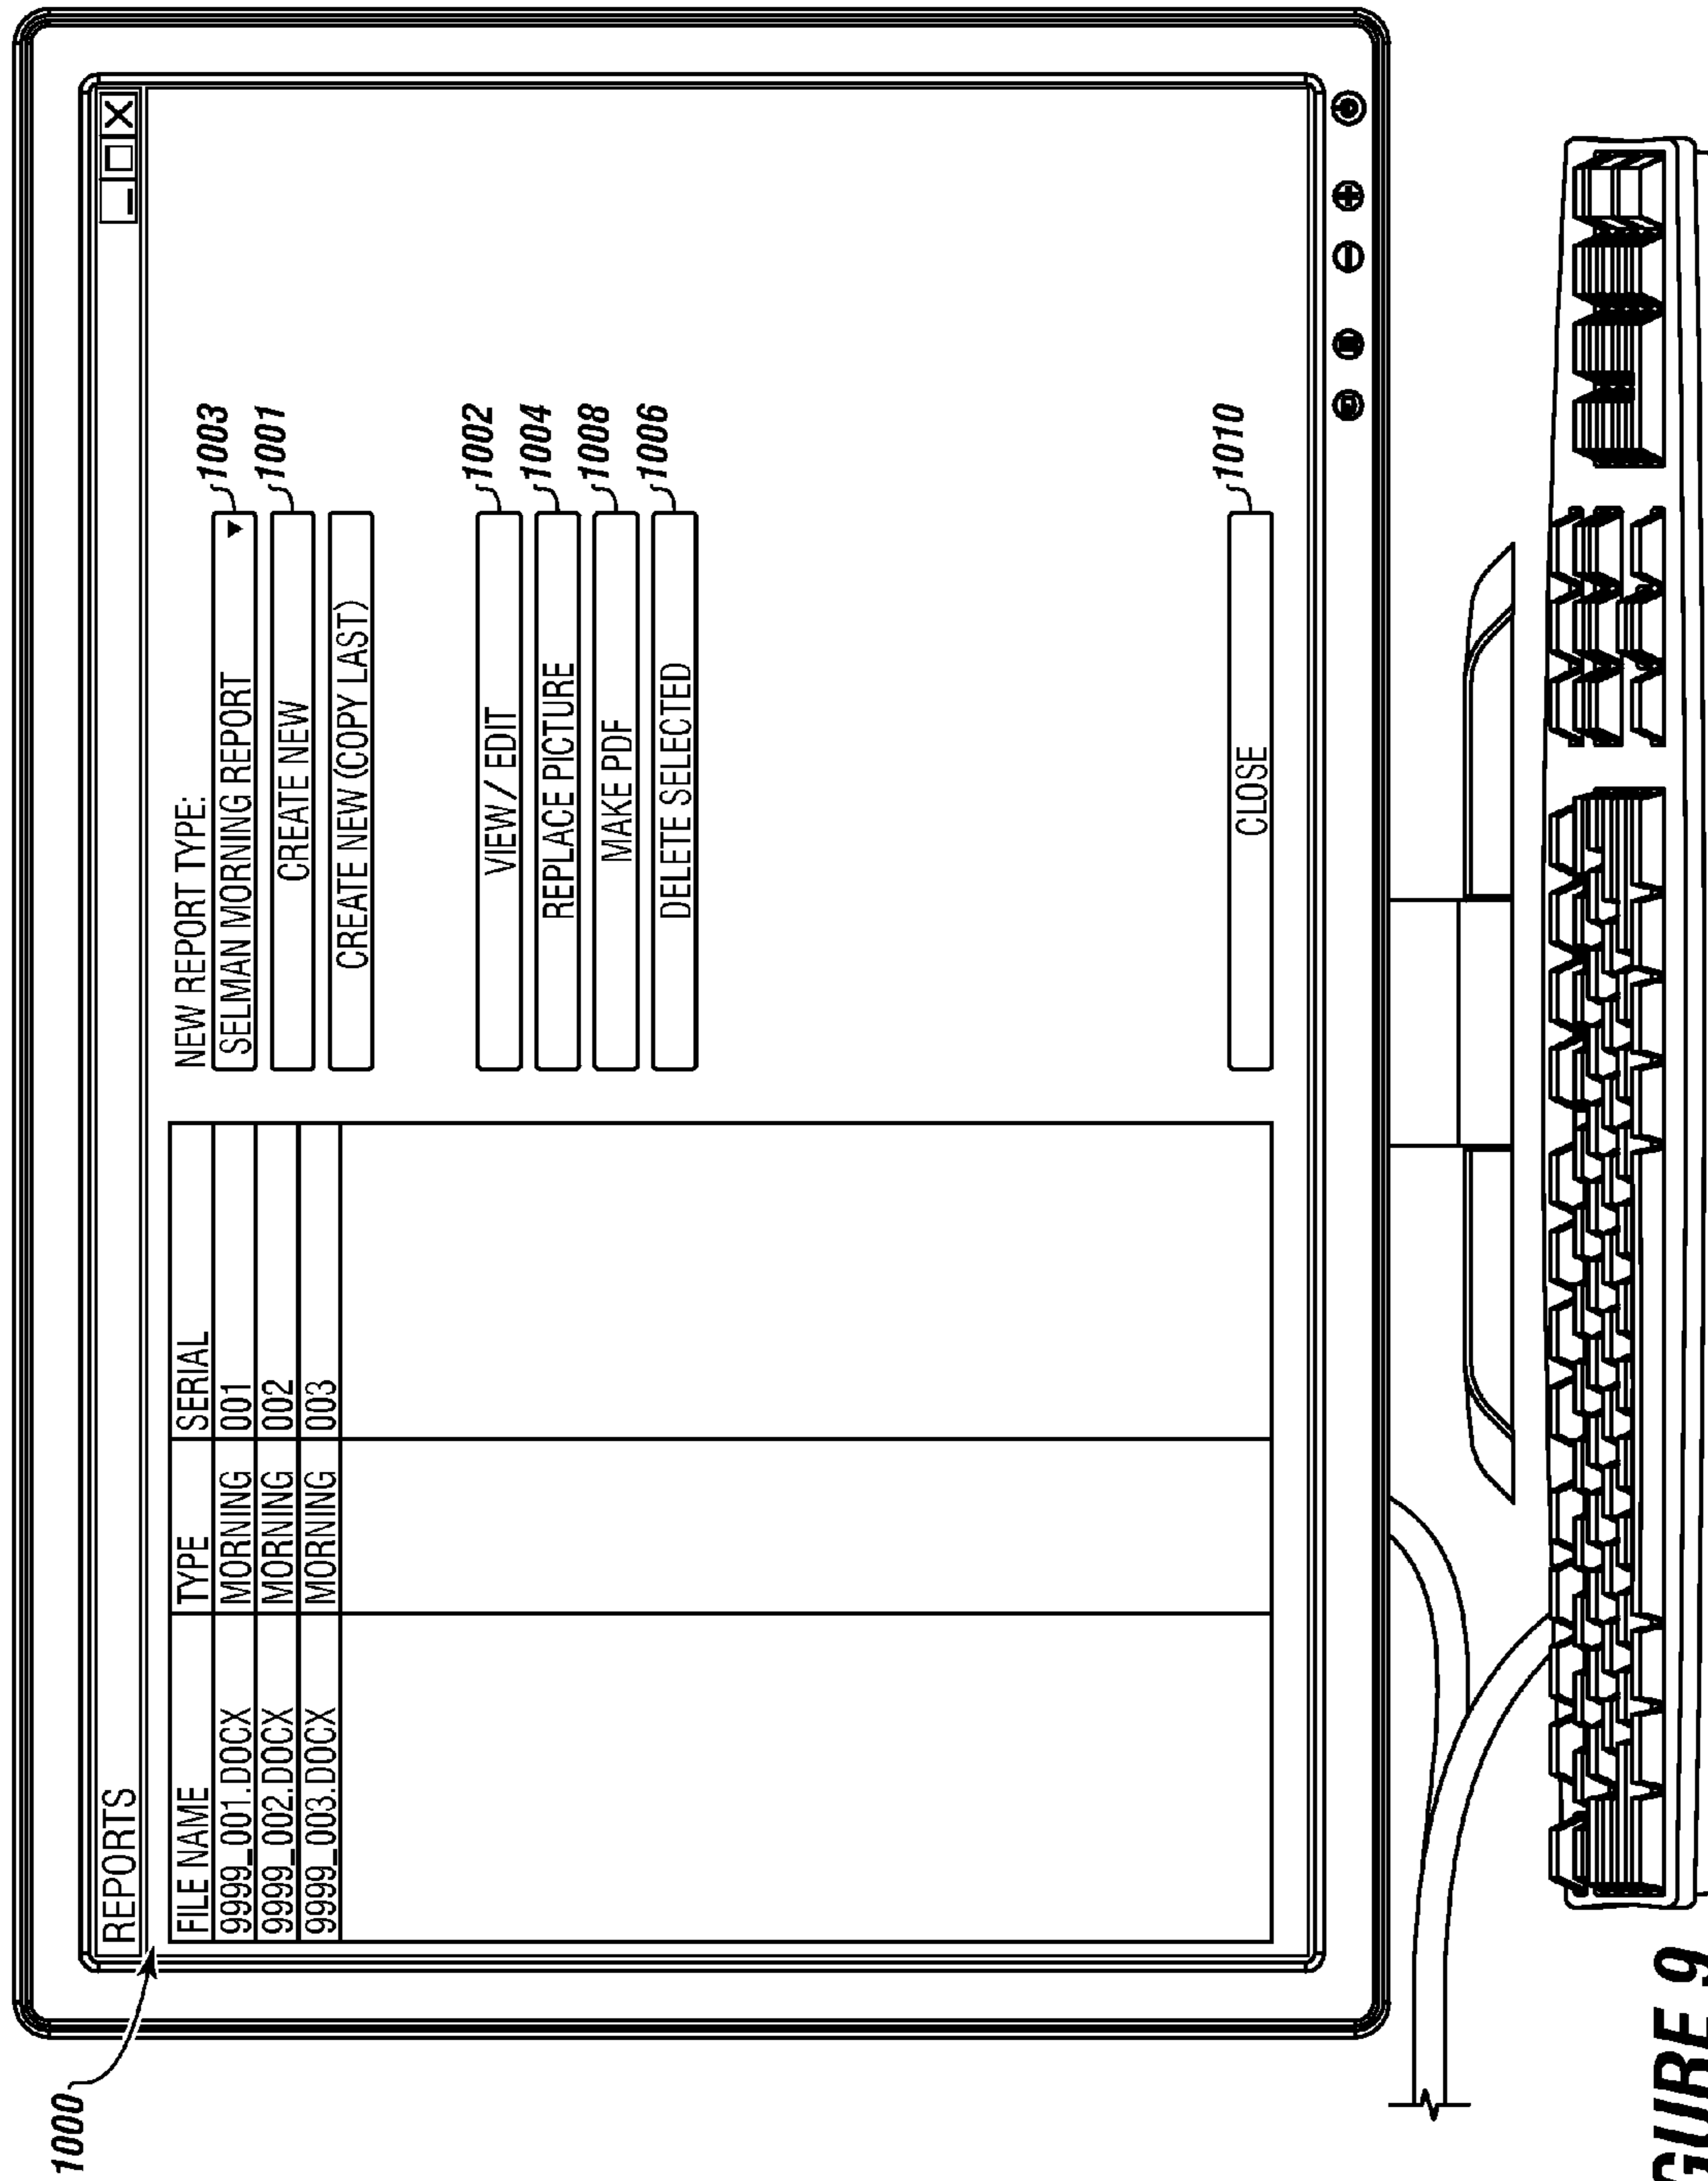 1000
REPORTS
FILE NAME TYPE SERIAL
9999_001.DOCX MORNING 001
9999_002.DOCX MORNING 002
9999_003.DOCX MORNING 003
NEW REPORT TYPE:
SELMAN MORNING REPORT 1003
CREATE NEW 1001
CREATE NEW (COPY LAST)
VIEW / EDIT 1002
REPLACE PICTURE 1004
MAKE PDF 1008
DELETE SELECTED 1006
CLOSE 1010
GURE 9